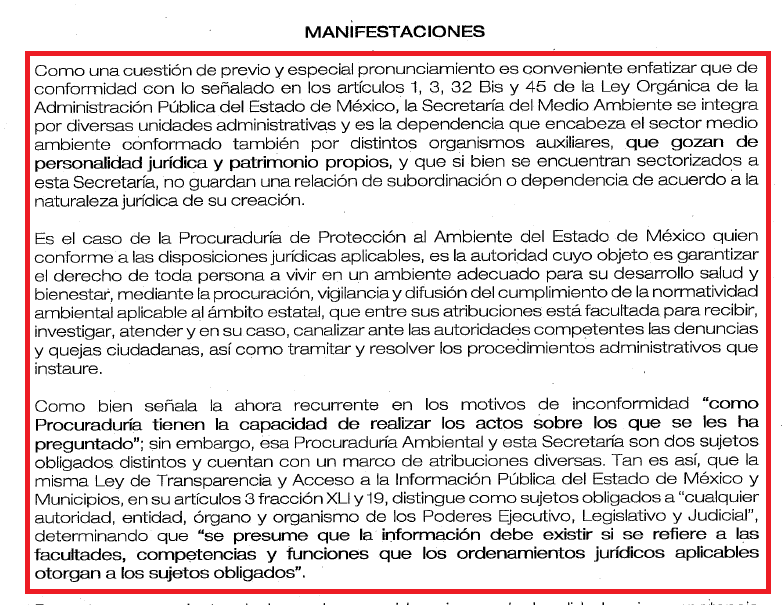 MANIFESTACIONES
Como una cuestión de previo y especial pronunciamiento es conveniente enfatizar que de
conformidad con lo señalado en los artículos 1, 3, 32 Bis y 45 de la Ley Orgánica de la
Administración Pública del Estado de México, la Secretaría del Medio Ambiente se integra
por diversas unidades administrativas y es la dependencia que encabeza el sector medio
ambiente conformado también por distintos organismos auxiliares, que gozan de
personalidad jurídica y patrimonio propios, y que si bien se encuentran sectorizados a
esta Secretaría, no guardan una relación de subordinación o dependencia de acuerdo a la
naturaleza jurídica de su creación.
Es el caso de la Procuraduría de Protección al Ambiente del Estado de México quien
conforme a las disposiciones jurídicas aplicables, es la autoridad cuyo objeto es garantizar
el derecho de toda persona a vivir en un ambiente adecuado para su desarrollo salud y
bienestar, mediante la procuración, vigilancia y difusión del cumplimiento de la normatividad
ambiental aplicable al ámbito estatal, que entre sus atribuciones está facultada para recibir,
investigar, atender y en su caso, canalizar ante las autoridades competentes las denuncias
y quejas ciudadanas, así como tramitar y resolver los procedimientos administrativos que
instaure.
Como bien señala la ahora recurrente en los motivos de inconformidad "como
Procuraduría tienen la capacidad de realizar los actos sobre los que se les ha
preguntado"; sin embargo, esa Procuraduría Ambiental y esta Secretaría son dos sujetos
obligados distintos y cuentan con un marco de atribuciones diversas. Tan es así, que la
misma Ley de Transparencia y Acceso a la Información Pública del Estado de México y
Municipios, en su artículos 3 fracción XLI y 19, distingue como sujetos obligados a "cualquier
autoridad, entidad, órgano y organismo de los Poderes Ejecutivo, Legislativo y Judicial",
determinando que "se presume que la información debe existir si se refiere a las
facultades, competencias y funciones que los ordenamientos jurídicos aplicables
otorgan a los sujetos obligados".